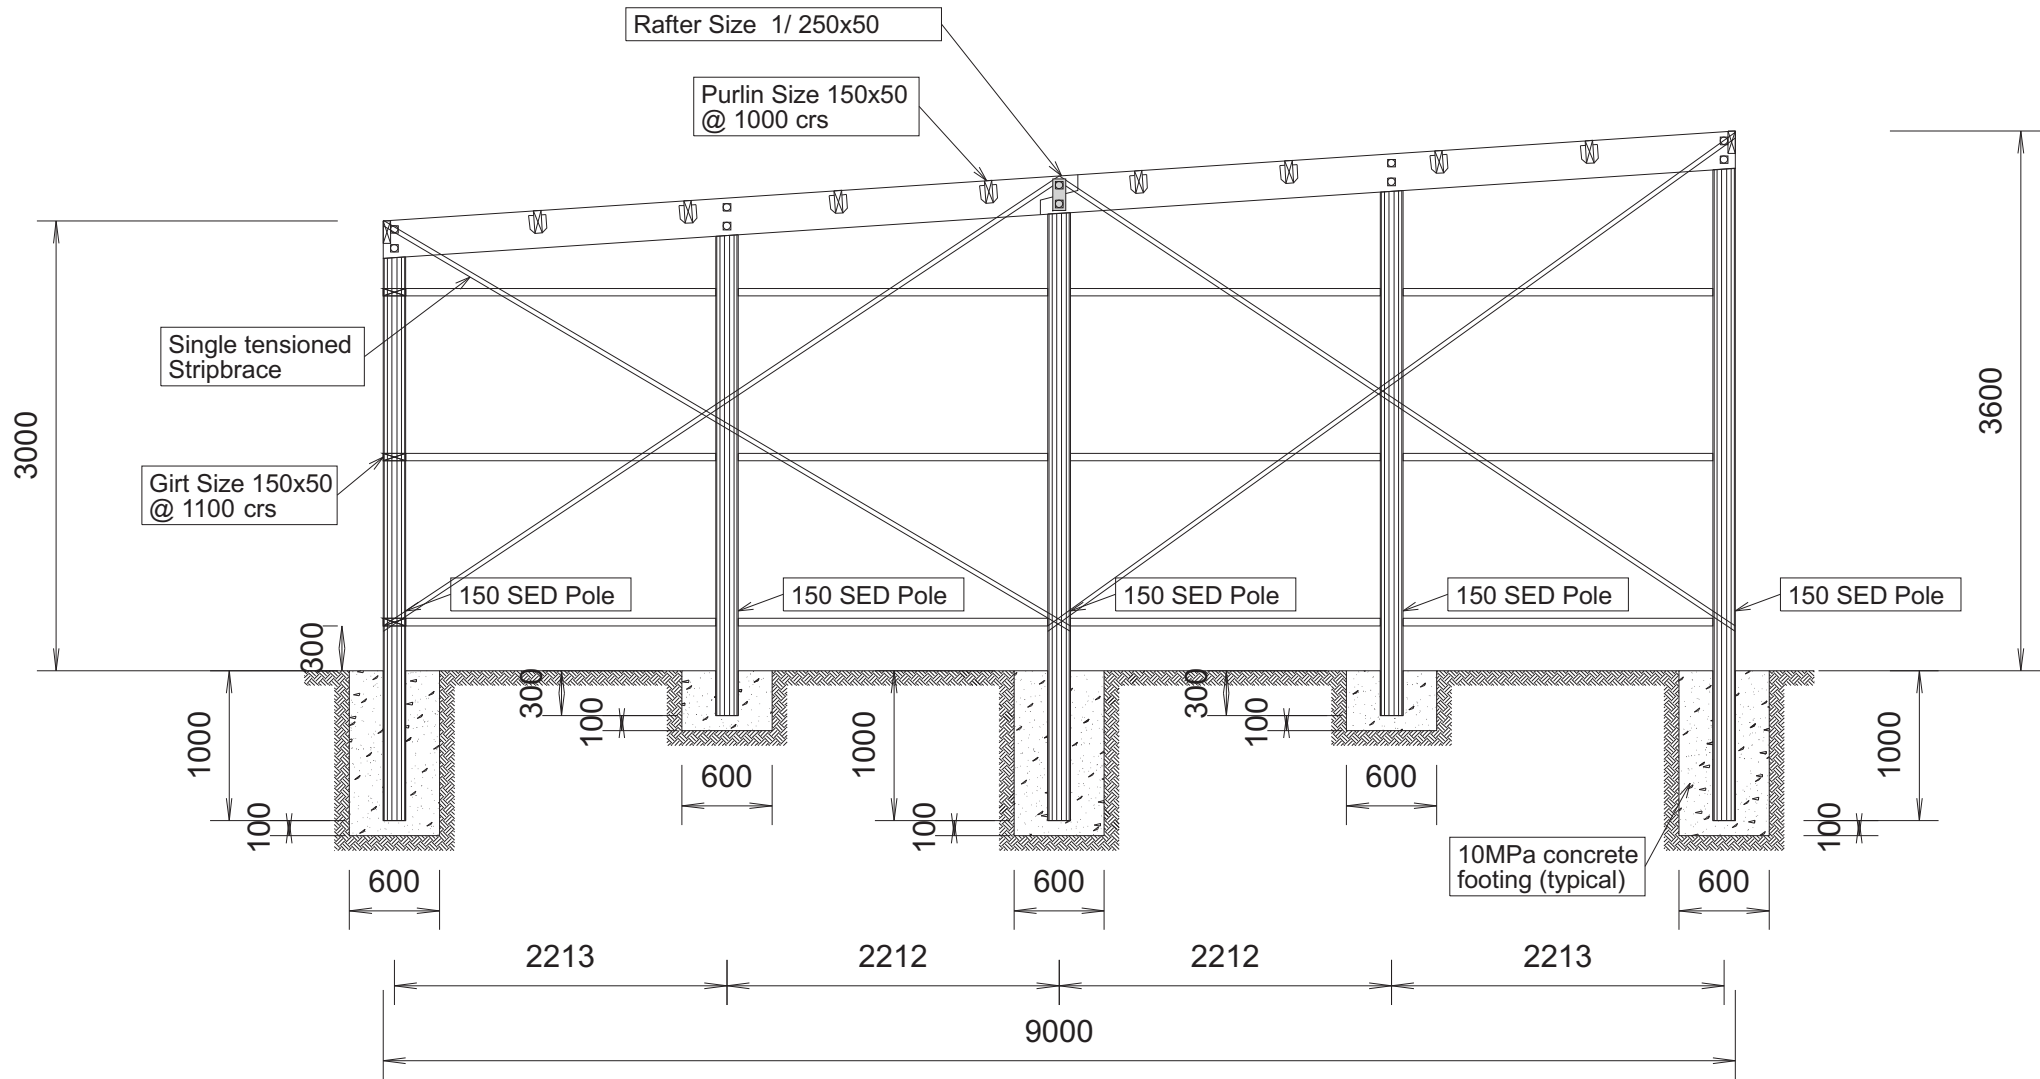 Rafter Size 1/ 250x50
Purlin Size 150x50
@ 1000 crs
Single tensioned
Stripbrace
3000
3600
Girt Size 150x50
@ 1100 crs
150 SED Pole
150 SED Pole
150 SED Pole
150 SED Pole
150 SED Pole
300
300
300
1000
100
1000
100
1000
100
100
100
600
600
10MPa concrete
footing (typical)
600
600
600
2213
2212
2212
2213
9000